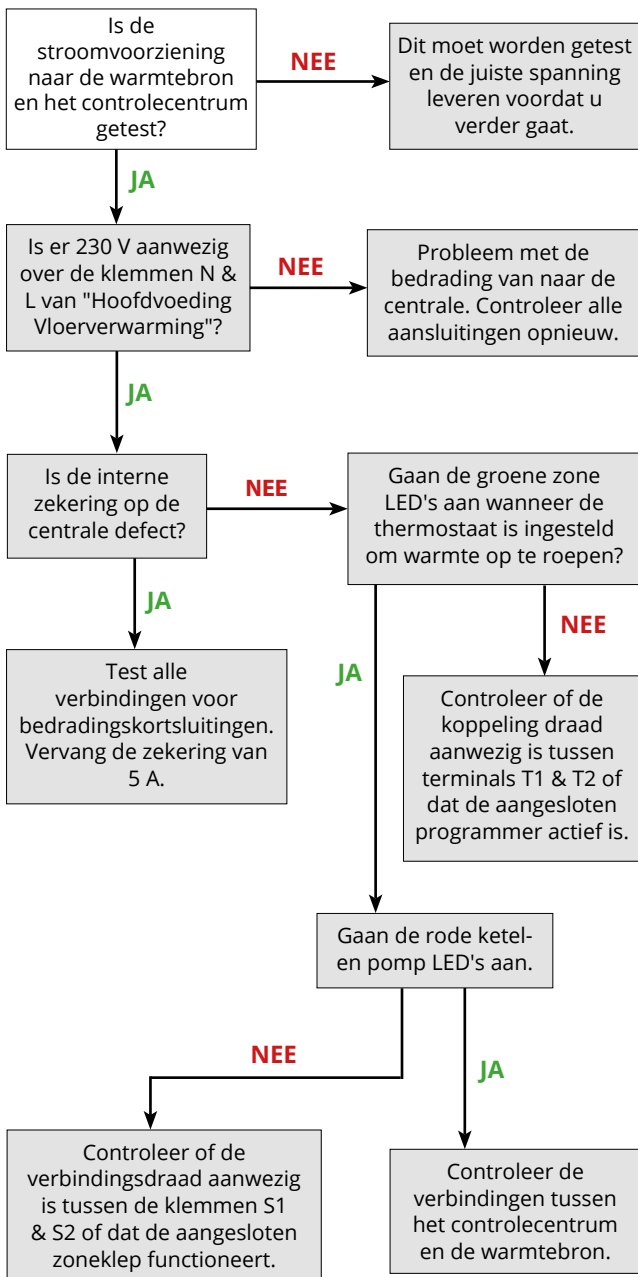 Is de
stroomvoorziening
naar de warmtebron
en het controlecentrum
getest?
NEE
Dit moet worden getest
en de juiste spanning
leveren voordat u
verder gaat.
JA
Is er 230 V aanwezig
over de klemmen N &
L van "Hoofdvoeding
Vloerverwarming"?
NEE
Probleem met de
bedrading van naar de
centrale. Controleer alle
aansluitingen opnieuw.
JA
Is de interne
zekering op de
centrale defect?
NEE
Gaan de groene zone
LED's aan wanneer de
thermostaat is ingesteld
om warmte op te roepen?
JA
Test alle
verbindingen voor
bedradingskortsluitingen.
Vervang de zekering van
5 A.
NEE
Controleer of de
koppeling draad
aanwezig is tussen
terminals T1 & T2 of
dat de aangesloten
programmer actief is.
JA
Gaan de rode ketel-
en pomp LED's aan.
NEE
Controleer of de
verbindingsdraad aanwezig
is tussen de klemmen S1
& S2 of dat de aangesloten
zoneklep functioneert.
JA
Controleer de
verbindingen tussen
het controlecentrum
en de warmtebron.